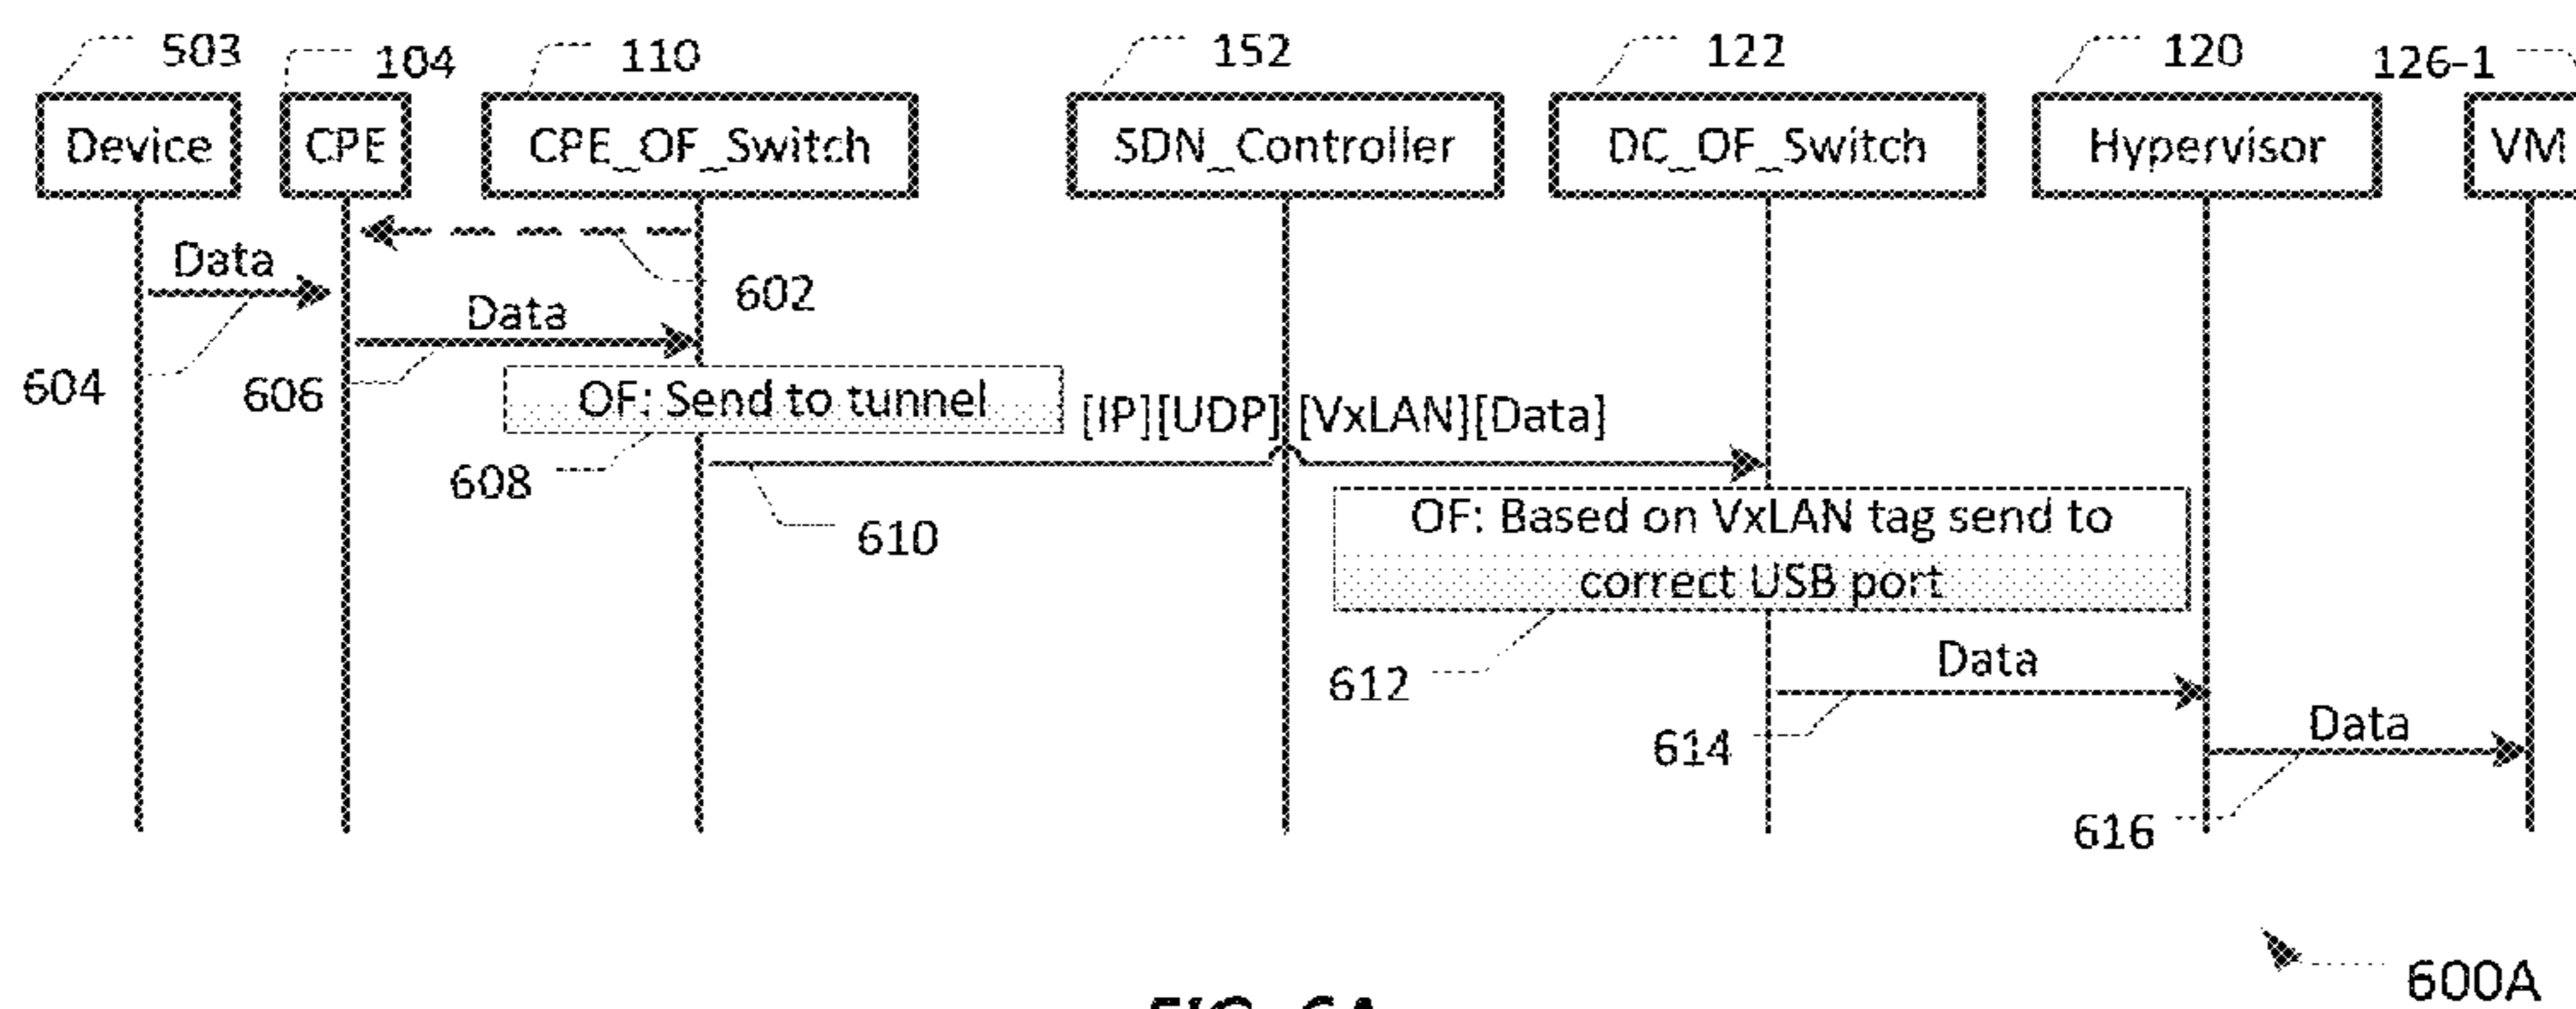 503
104
110
152
122
120
126-1
Device
CPE
CPE_OF_Switch
SDN_Controller
DC_OF_Switch
Hypervisor
VM
Data
602
Data
604
606
OF: Send to tunnel
[IP][UDP] [VxLAN][Data]
608
610
OF: Based on VxLAN tag send to
correct USB port
612
Data
614
Data
616
600A
FIG. 6A